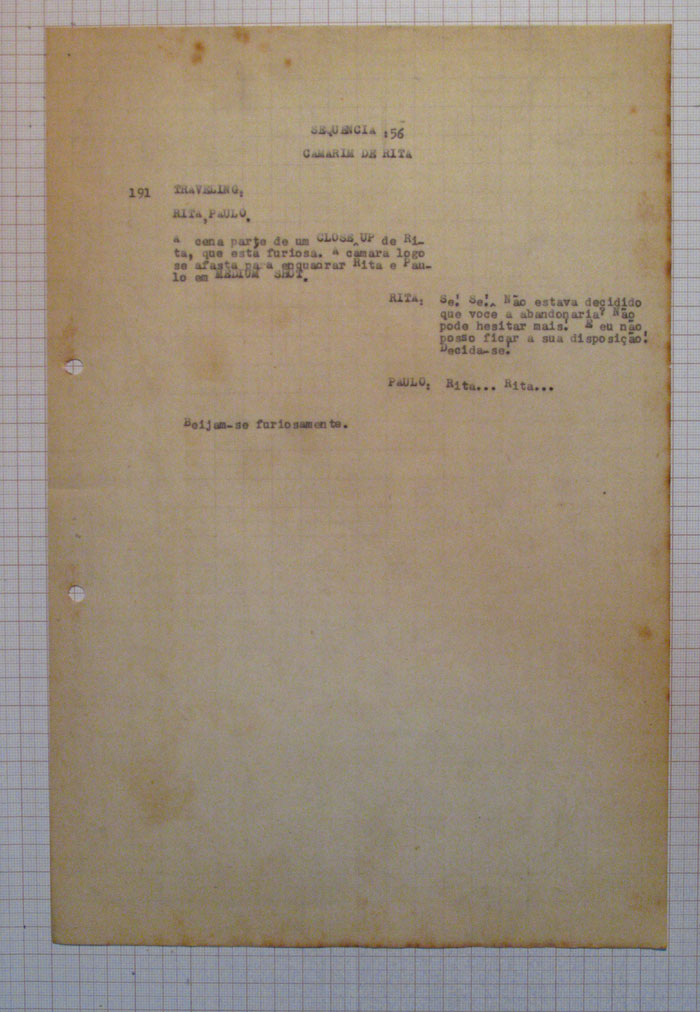 SEQUENCIA :56
CAMARIM DE RITA
191 TRAVELING:
RITA,PAULO.
A cena parte de um CLOSE UP de Ri-
ta, que está furiosa. A camara logo
se afasta para enquadrar Rita e Pau-
lo em MEDIUM SHOT.
RITA: Se! Se!.. Não estava decidido
que voce a abandonaria? Não
pode hesitar mais! E eu não
posso ficar a sua disposição!
Decida-se!
PAULO: Rita... Rita...
Beijam-se furiosamente.